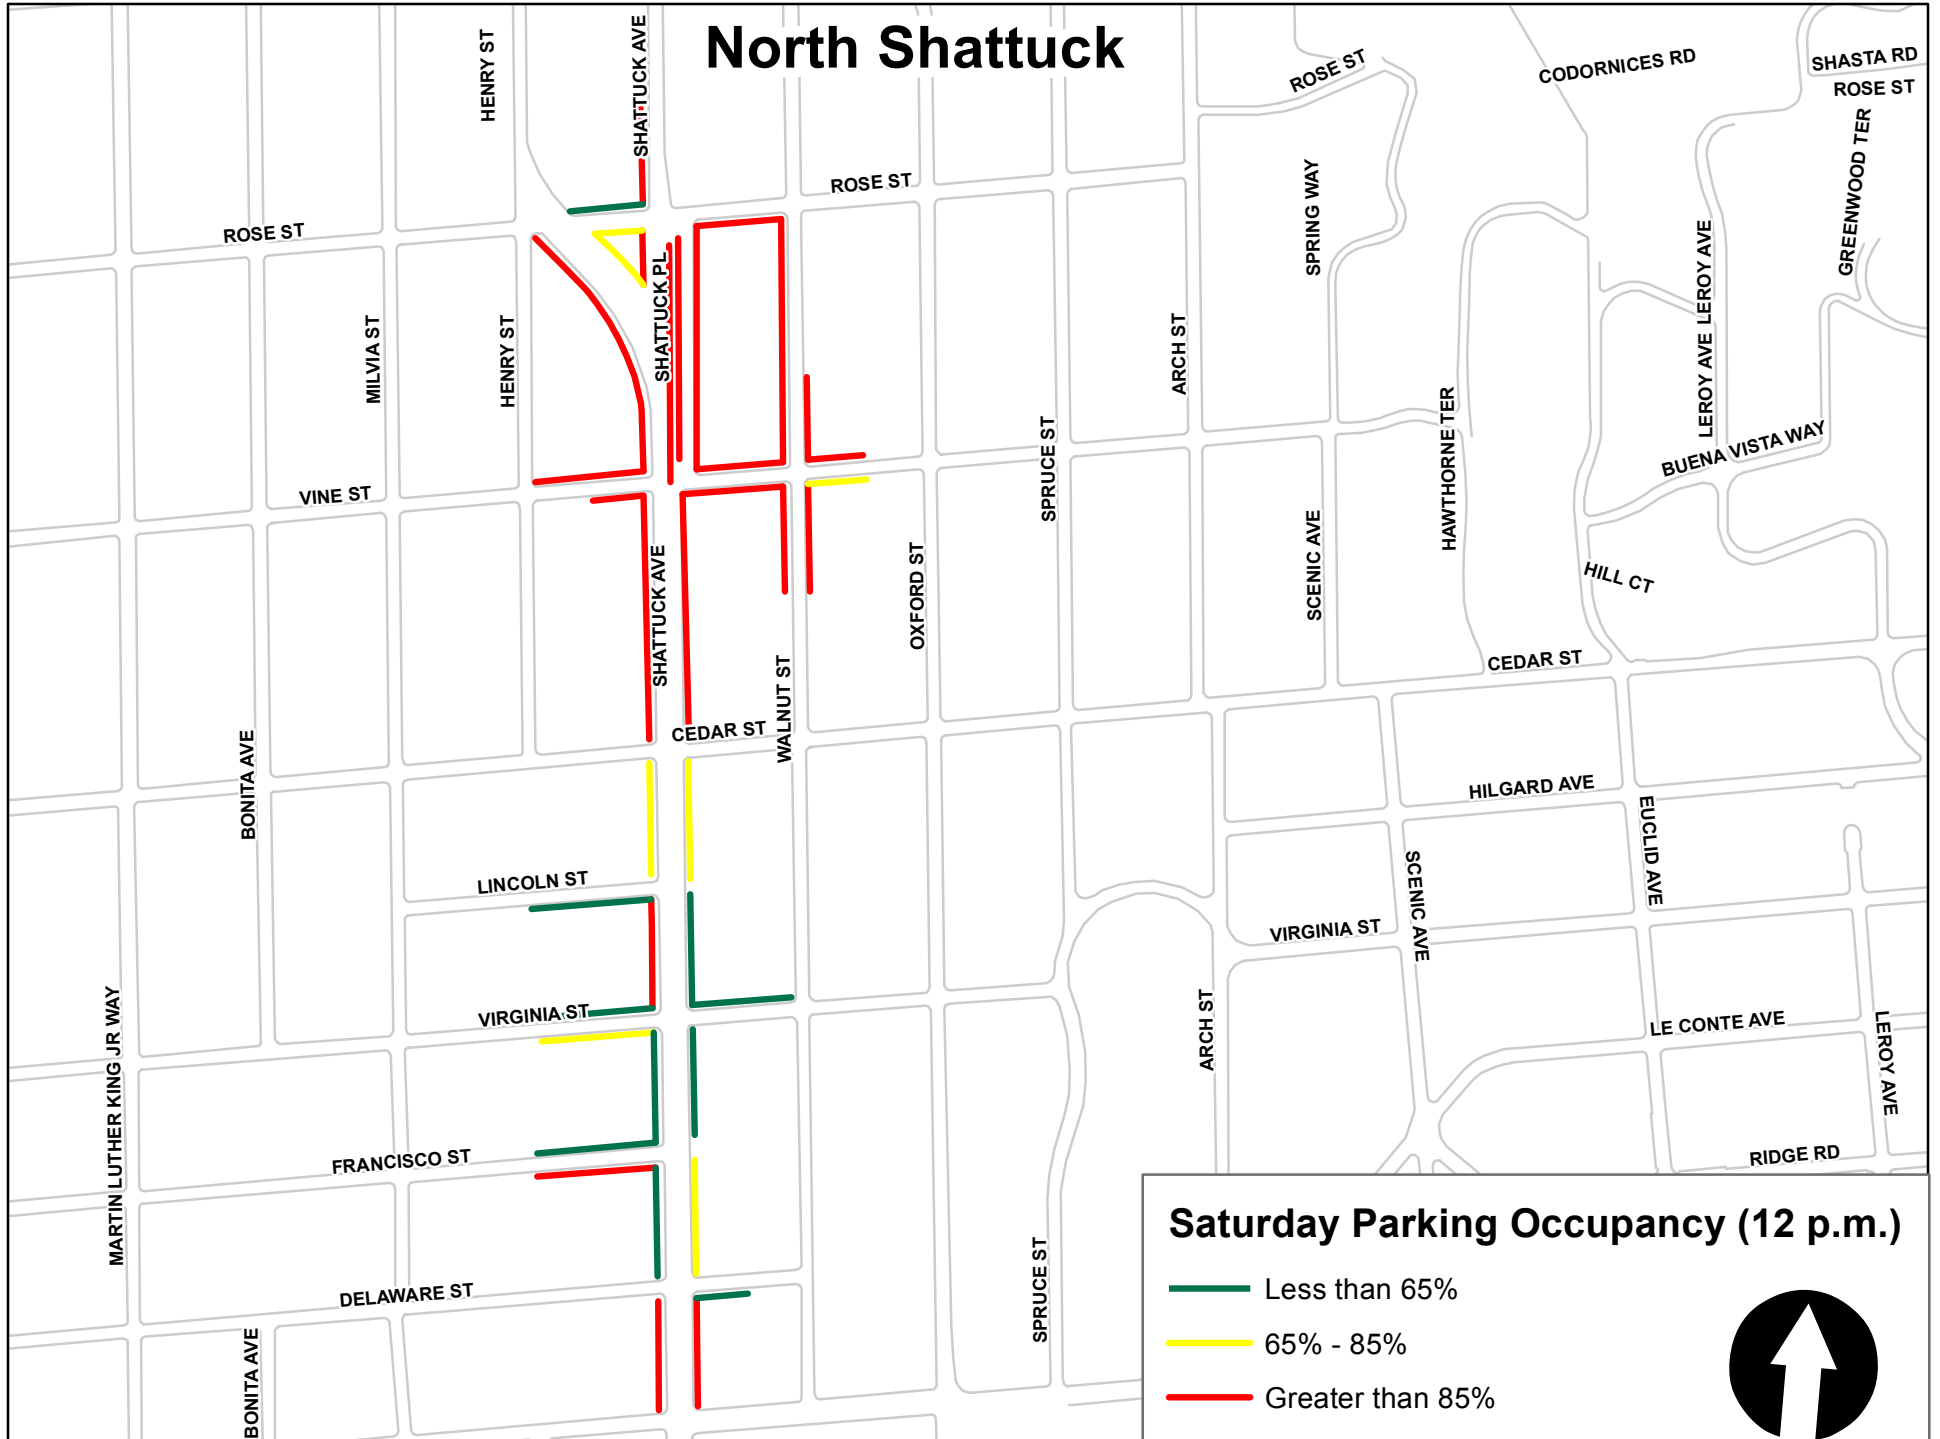 North Shattuck
HENRY ST
SHATTUCK AVE
ROSE ST
CODORNICES RD
SHASTA RD
ROSE ST
GREENWOOD TER
ROSE ST
SPRING WAY
ROSE ST
LEROY AVE
LEROY AVE
SHATTUCK PL
MILVIA ST
HENRY ST
ARCH ST
HAWTHORNE TER
BUENA VISTA WAY
SPRUCE ST
VINE ST
SHATTUCK AVE
OXFORD ST
SCENIC AVE
HILL CT
CEDAR ST
WALNUT ST
CEDAR ST
BONITA AVE
HILGARD AVE
EUCLID AVE
LINCOLN ST
SCENIC AVE
VIRGINIA ST
VIRGINIA ST
MARTIN LUTHER KING JR WAY
ARCH ST
LE CONTE AVE
LEROY AVE
FRANCISCO ST
RIDGE RD
DELAWARE ST
SPRUCE ST
BONITA AVE
Saturday Parking Occupancy (12 p.m.)
Less than 65%
65% - 85%
Greater than 85%